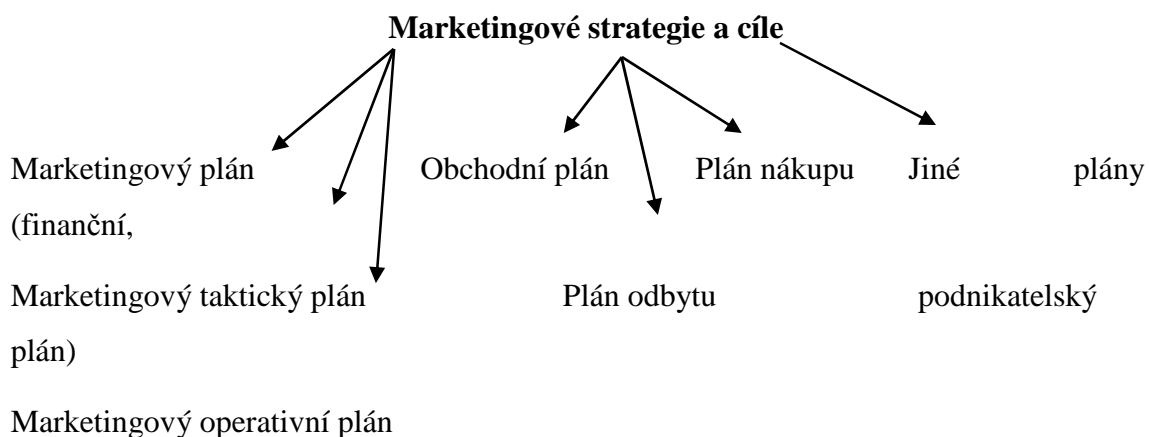 Marketingové strategie a cíle
Marketingový plán Obchodní plán Plán nákupu Jiné plány
(finanční,
Marketingový taktický plán Plán odbytu podnikatelský
plán)
Marketingový operativní plán